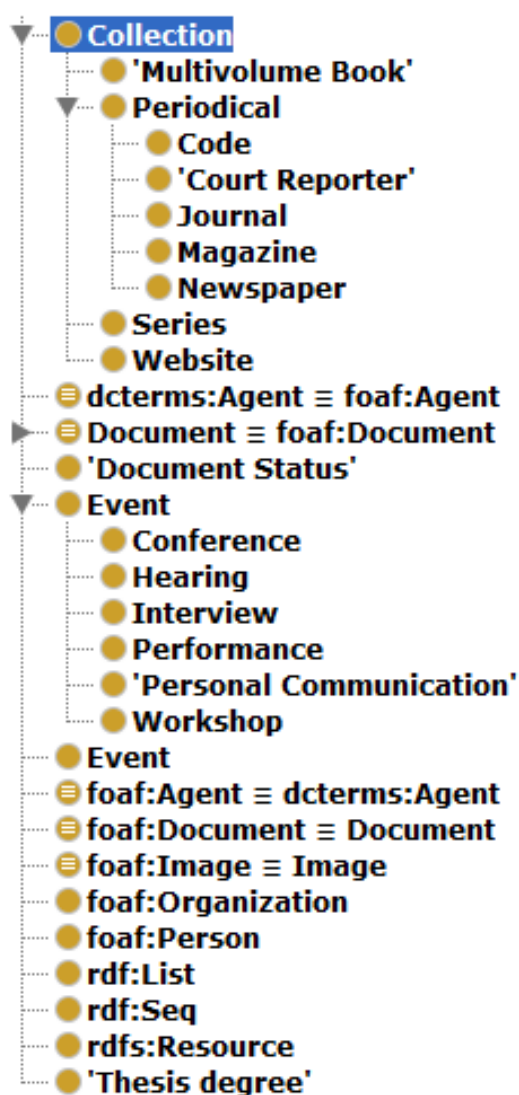 Collection
'Multivolume Book'
Periodical
Code
'Court Reporter'
Journal
Magazine
Newspaper
Series
Website
dcterms:Agent ≡ foaf:Agent
Document ≡ foaf:Document
'Document Status'
Event
Conference
Hearing
Interview
Performance
'Personal Communication'
Workshop
Event
foaf:Agent ≡ dcterms:Agent
foaf:Document ≡ Document
foaf:Image ≡ Image
foaf:Organization
foaf:Person
rdf:List
rdf:Seq
rdfs:Resource
'Thesis degree'